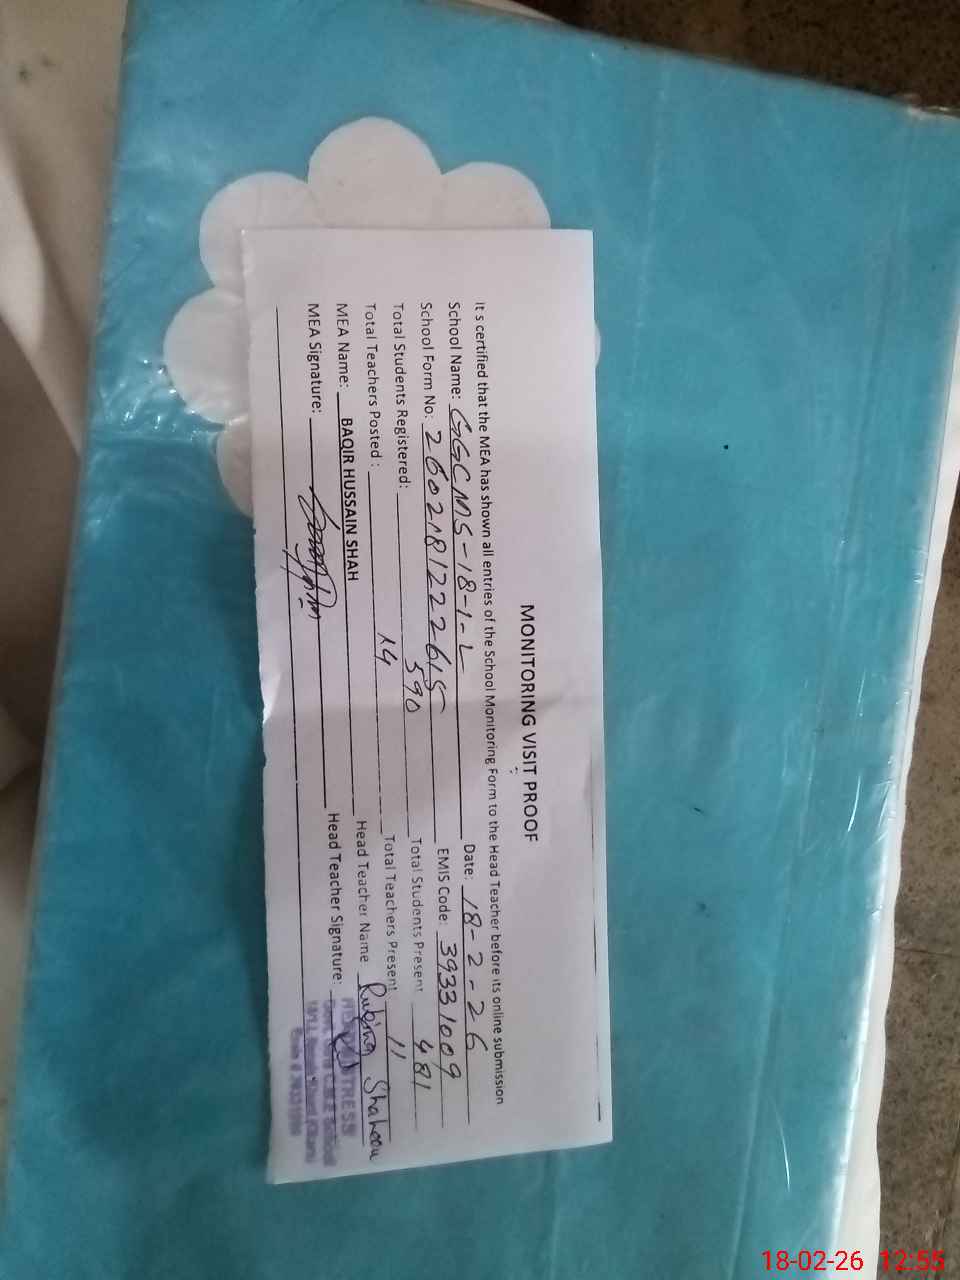 MONITORING VISIT PROOF
It s certified that the MEA has shown all entries of the School Monitoring Form to the Head Teacher before its online submission
School Name: GGCMS-18-1-L Date: 18-2-26
School Form No: 2602181222615 EMIS Code: 39331009
Total Students Registered: 590 Total Students Present 481
Total Teachers Posted: 14 Total Teachers Present 11
MEA Name: BAQIR HUSSAIN SHAH Head Teacher Name Rubina Shaheen
MEA Signature: Head Teacher Signature:
18-02-26 12:55